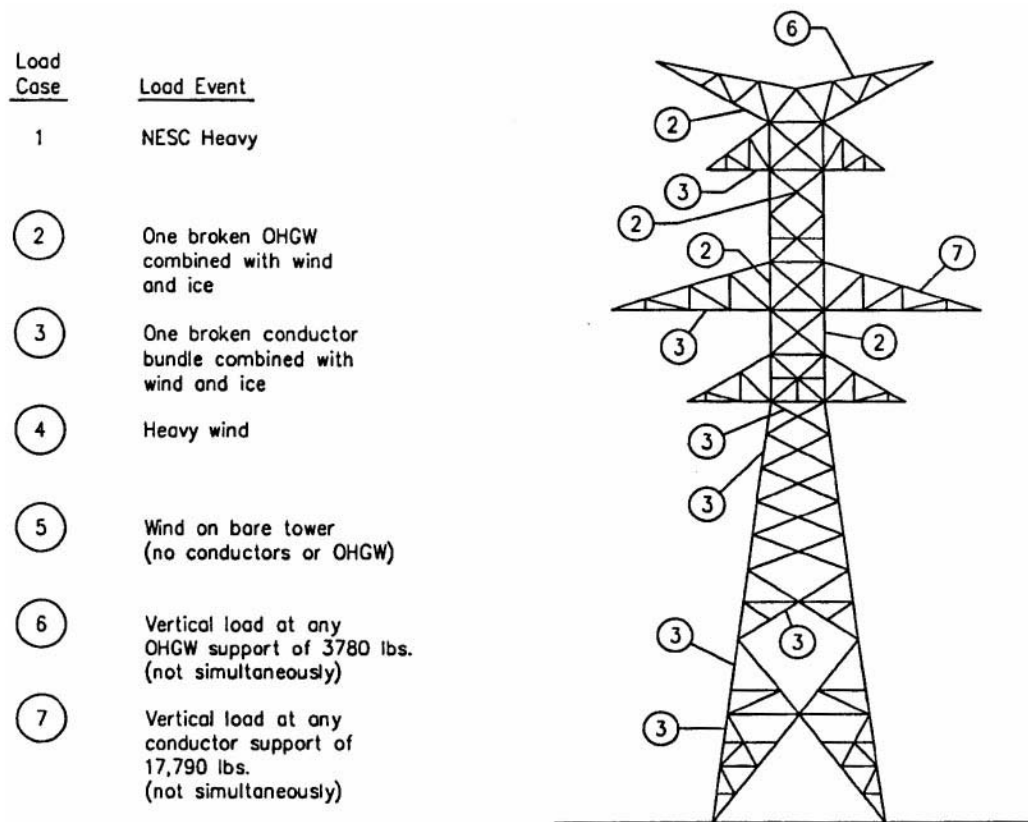 Load
Case
Load Event
1
NESC Heavy
2
One broken OHGW
combined with wind
and ice
3
One broken conductor
bundle combined with
wind and ice
4
Heavy wind
5
Wind on bare tower
(no conductors or OHGW)
6
Vertical load at any
OHGW support of 3780 lbs.
(not simultaneously)
7
Vertical load at any
conductor support of
17,790 lbs.
(not simultaneously)
6
2
3
2
2
7
3
2
3
3
3
3
3